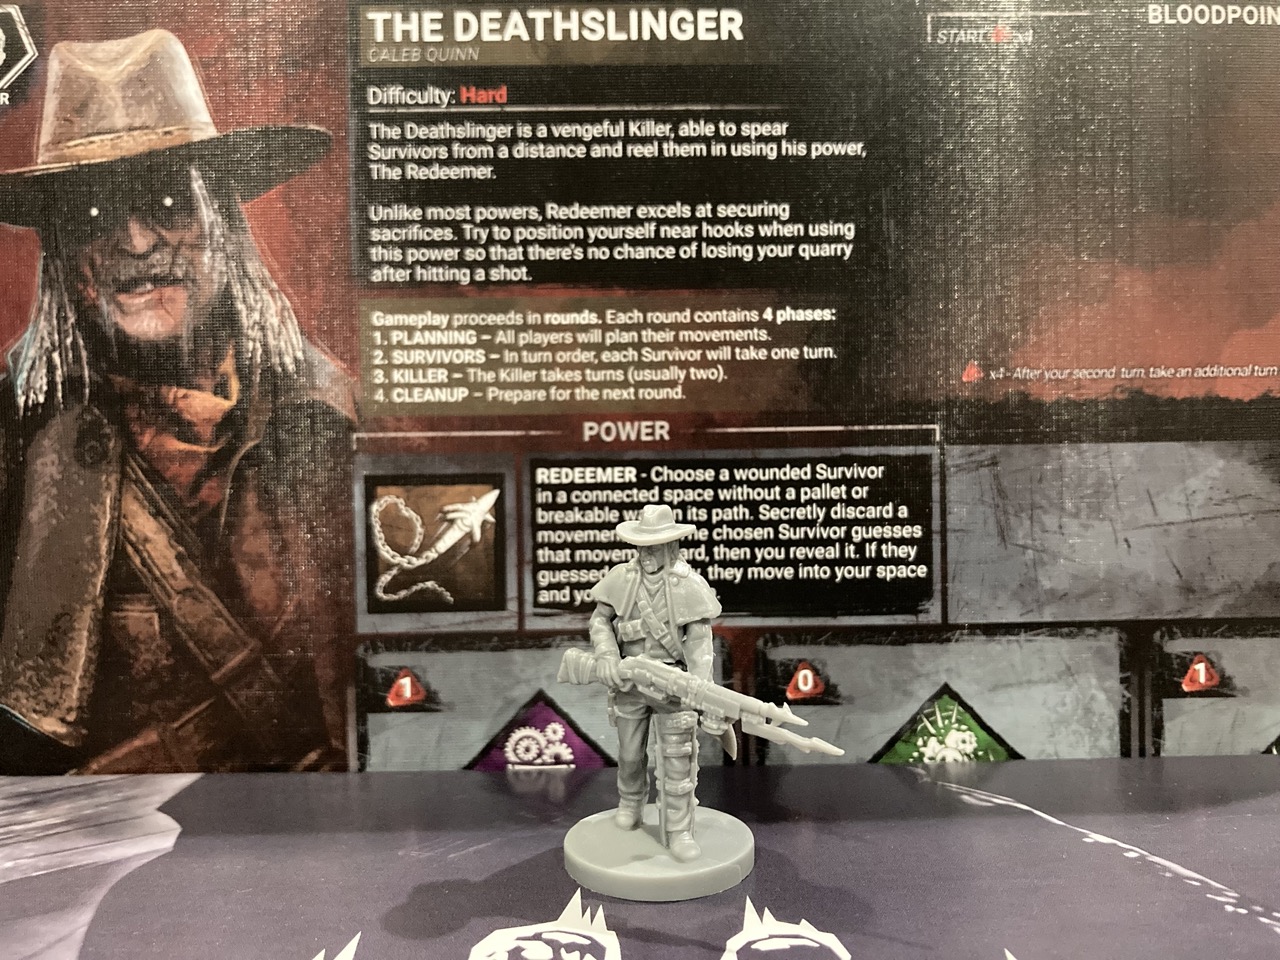 THE DEATHSLINGER
CALEB QUINN
Difficulty: Hard
The Deathslinger is a vengeful Killer, able to spear
Survivors from a distance and reel them in using his power,
The Redeemer.
Unlike most powers, Redeemer excels at securing
sacrifices. Try to position yourself near hooks when using
this power so that there's no chance of losing your quarry
after hitting a shot.
Gameplay proceeds in rounds. Each round contains 4 phases:
1. PLANNING – All players will plan their movements.
2. SURVIVORS – In turn order, each Survivor will take one turn.
3. KILLER – The Killer takes turns (usually two).
4. CLEANUP – Prepare for the next round.
POWER
REDEEMER - Choose a wounded Survivor
in a connected space without a pallet or
breakable in its path. Secretly discard a
chosen Survivor guesses
that then you reveal it. If they
they move into your space
and
START x4
BLOODPOIN
x4 - After your second turn, take an additional turn
1
0
1
R